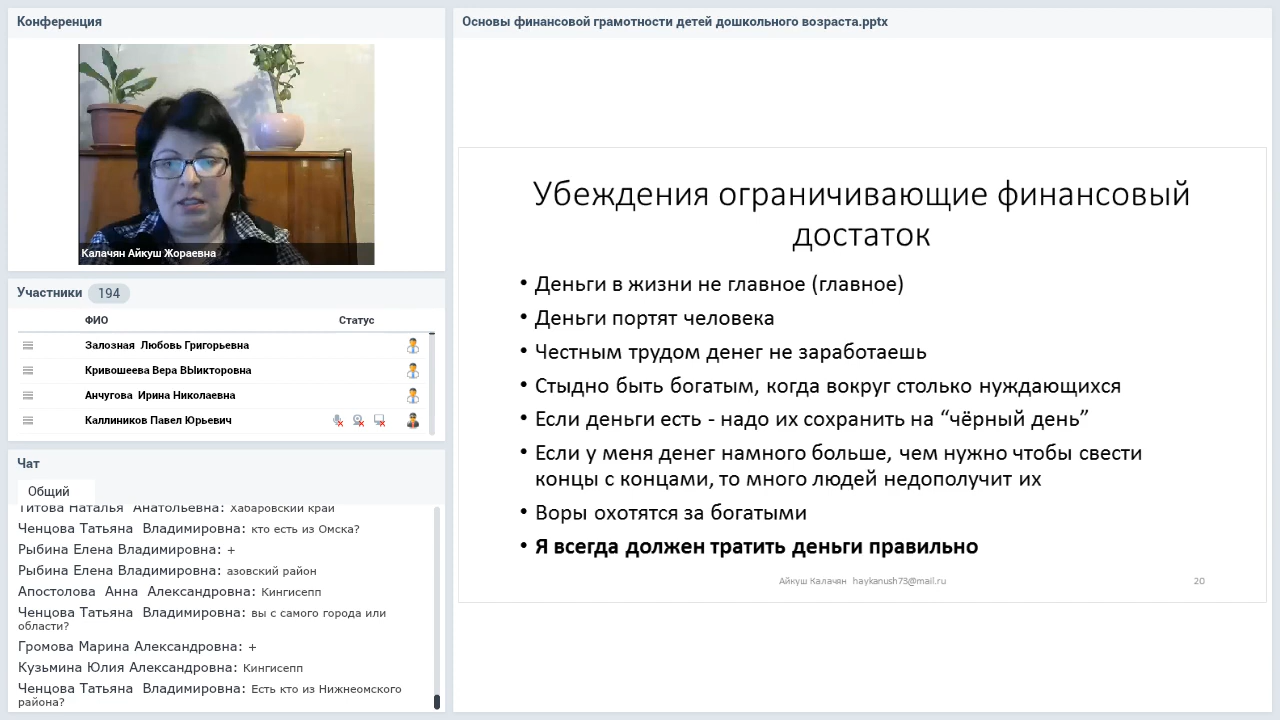 Конференция
Калачян Айкуш Жораевна
Участники 194
ФИО Статус
Залозная Любовь Григорьевна
Кривошеева Вера ВЫикторовна
Анчугова Ирина Николаевна
Каллиников Павел Юрьевич
Чат
Общий
Титова Наталья Анатольевна: Хабаровский край
Ченцова Татьяна Владимировна: кто есть из Омска?
Рыбина Елена Владимировна: +
Рыбина Елена Владимировна: азовский район
Апостолова Анна Александровна: Кингисепп
Ченцова Татьяна Владимировна: вы с самого города или
области?
Громова Марина Александровна: +
Кузьмина Юлия Александровна: Кингисепп
Ченцова Татьяна Владимировна: Есть кто из Нижнеомского
района?
Основы финансовой грамотности детей дошкольного возраста.pptx
Убеждения ограничивающие финансовый
достаток
• Деньги в жизни не главное (главное)
• Деньги портят человека
• Честным трудом денег не заработаешь
• Стыдно быть богатым, когда вокруг столько нуждающихся
• Если деньги есть - надо их сохранить на “чёрный день”
• Если у меня денег намного больше, чем нужно чтобы свести
концы с концами, то много людей недополучит их
• Воры охотятся за богатыми
• Я всегда должен тратить деньги правильно
Айкуш Калачян haykanush73@mail.ru 20